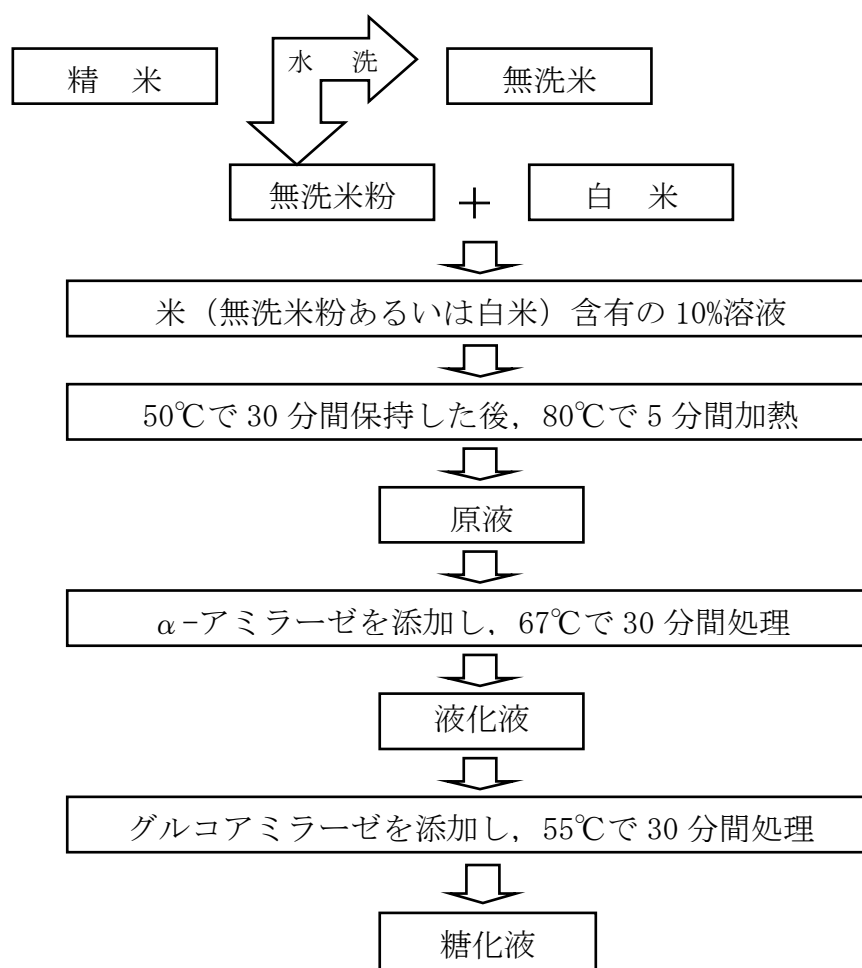 精　米
水　洗
無洗米
無洗米粉
＋
白　米
米（無洗米粉あるいは白米）含有の 10%溶液
50℃で 30 分間保持した後，80℃で 5 分間加熱
原液
α-アミラーゼを添加し，67℃で 30 分間処理
液化液
グルコアミラーゼを添加し，55℃で 30 分間処理
糖化液